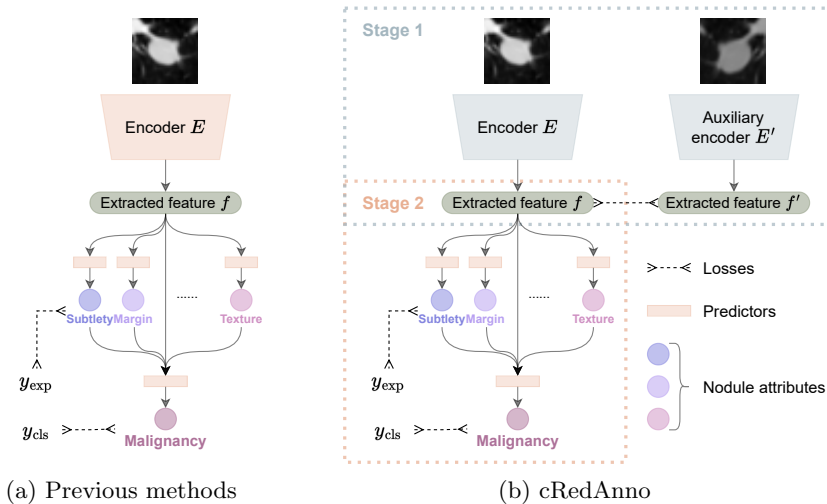 Stage 1
Encoder E
Encoder E
Auxiliary
encoder E′
Stage 2
Extracted feature f
Extracted feature f
Extracted feature f′
Losses
Predictors
Nodule attributes
......
......
Subtlety
Margin
Texture
Subtlety
Margin
Texture
y_exp
y_exp
y_cls
y_cls
Malignancy
Malignancy
(a) Previous methods
(b) cRedAnno